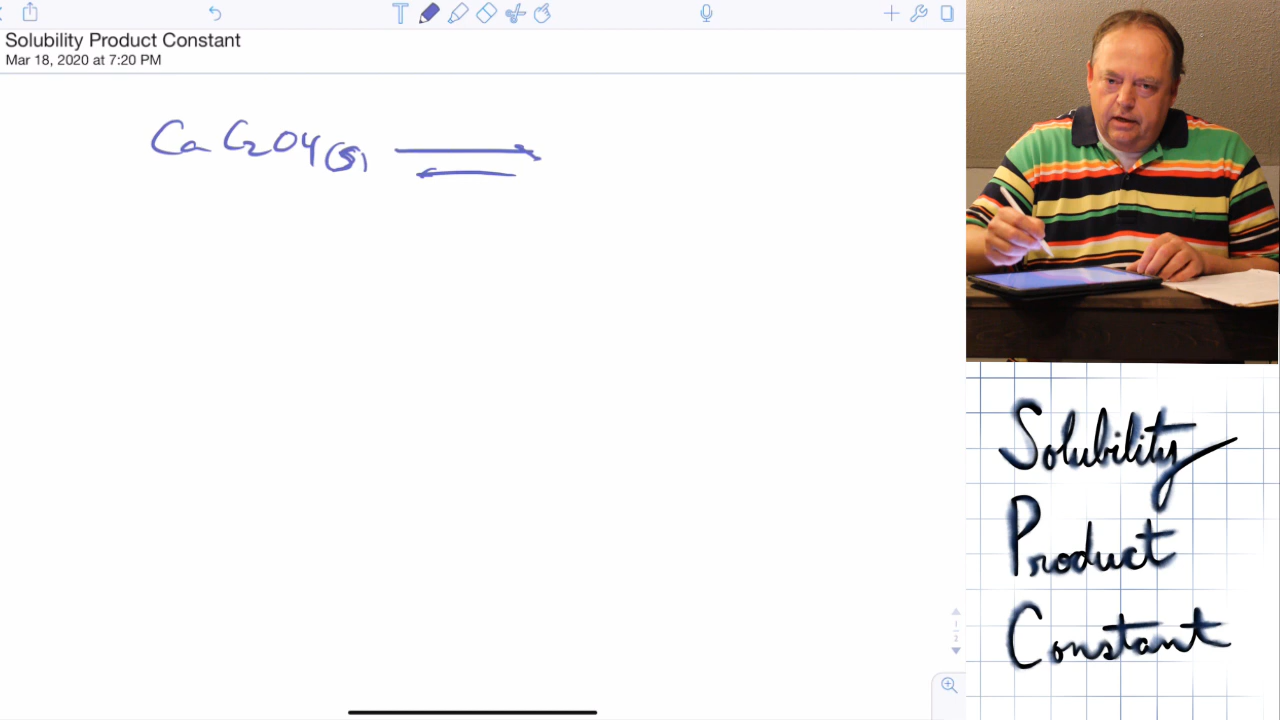 Solubility Product Constant
Mar 18, 2020 at 7:20 PM
CaC2O4(s) ⇌
Solubility
Product
Constant